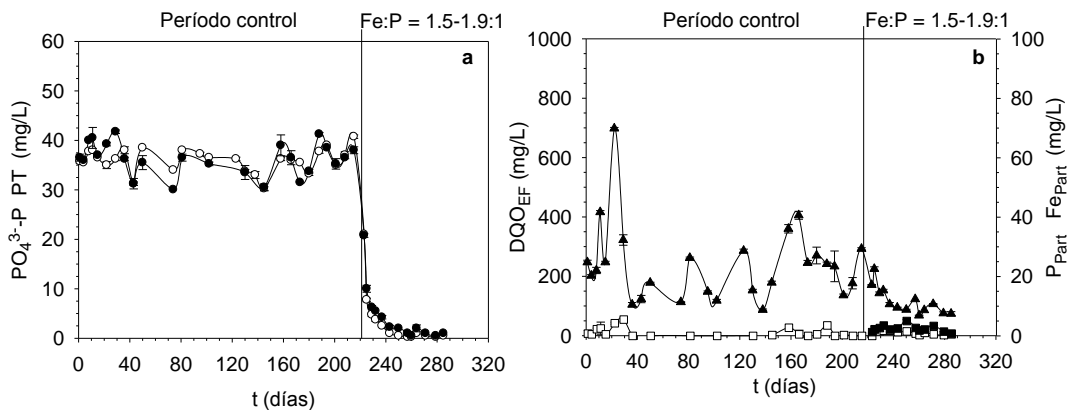 Período control Fe:P = 1.5-1.9:1
60
50
40
30
20
10
0
a
PO₄³⁻-P PT (mg/L)
0 40 80 120 160 200 240 280 320
t (días)
Período control Fe:P = 1.5-1.9:1
1000
800
600
400
200
0
b
DQO_EF (mg/L)
100
80
60
40
20
0
P_Part Fe_Part (mg/L)
0 40 80 120 160 200 240 280 320
t (días)